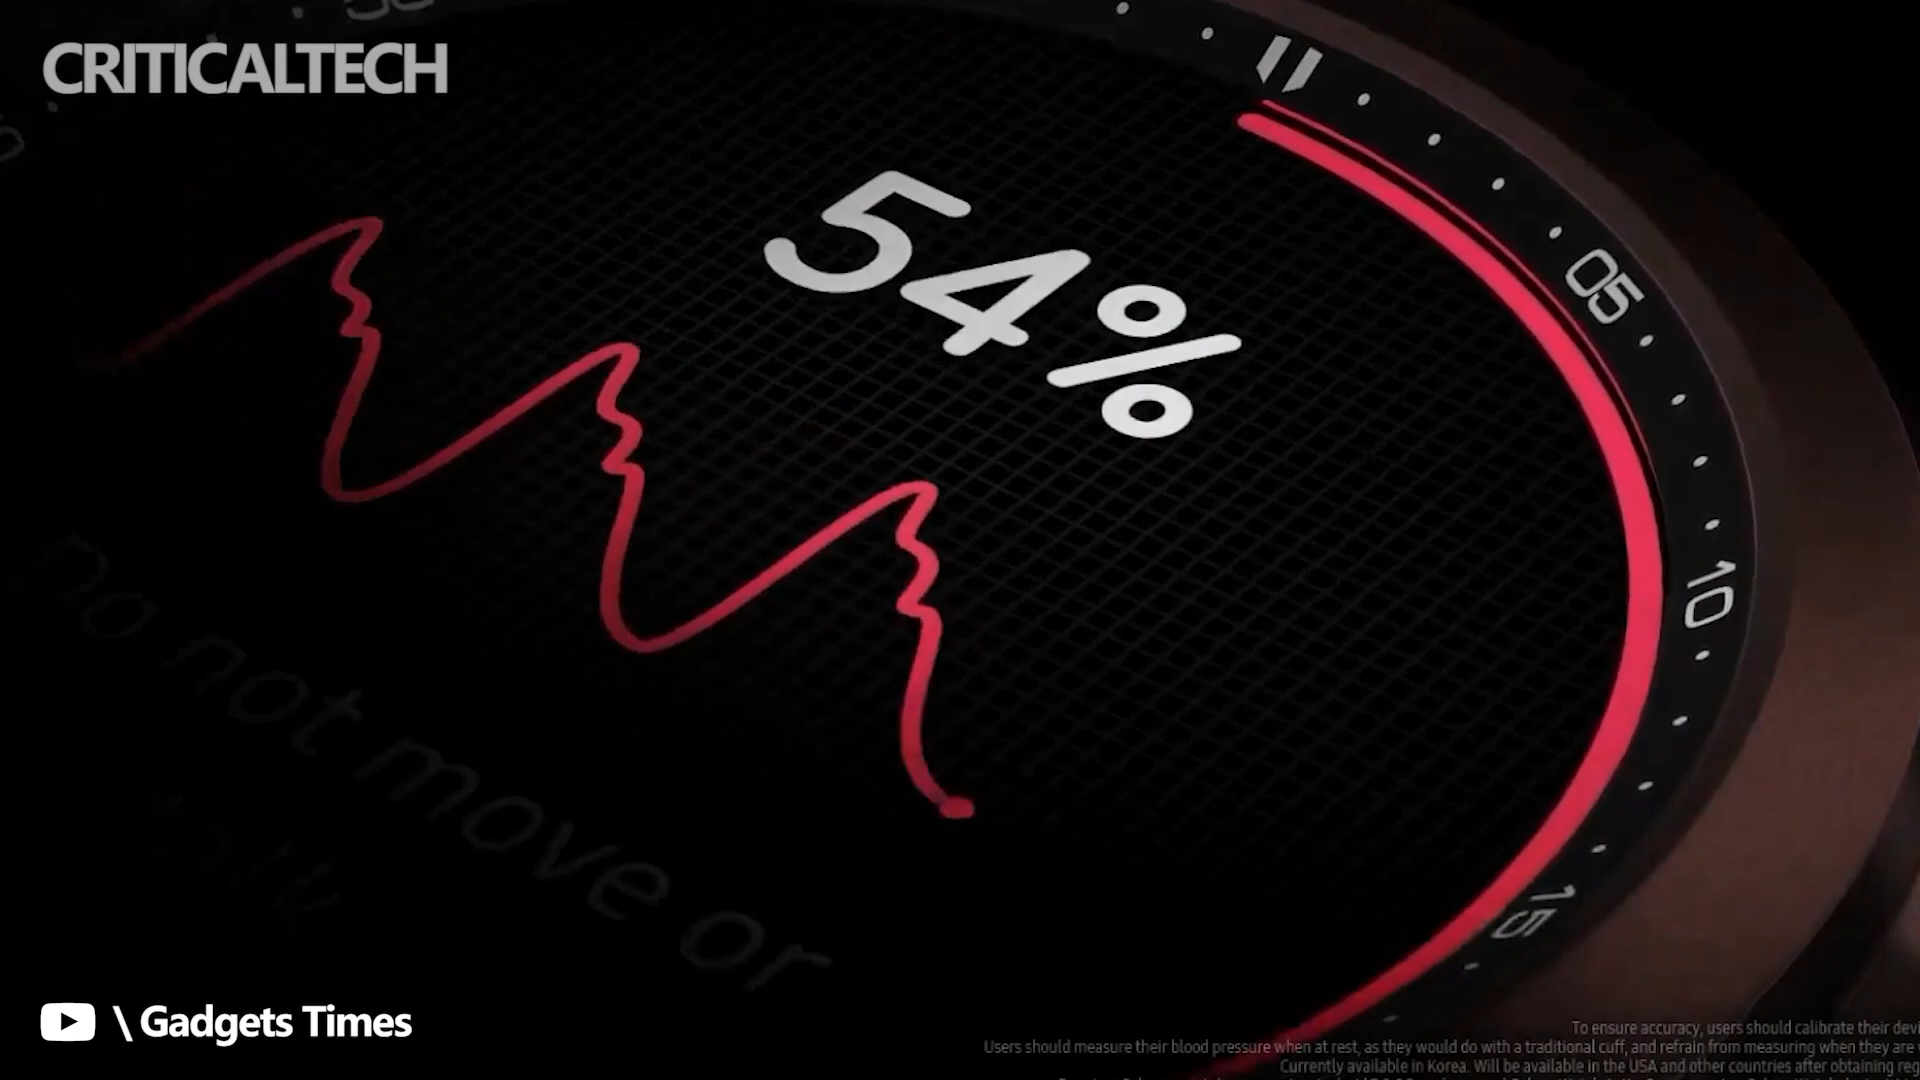 CRITICALTECH
54%
05
10
15
Do not move or
talk
\ Gadgets Times
To ensure accuracy, users should calibrate their
Users should measure their blood pressure when at rest, as they would do with a traditional cuff, and refrain from measuring when they are
Currently available in Korea. Will be available in the USA and other countries after obtaining